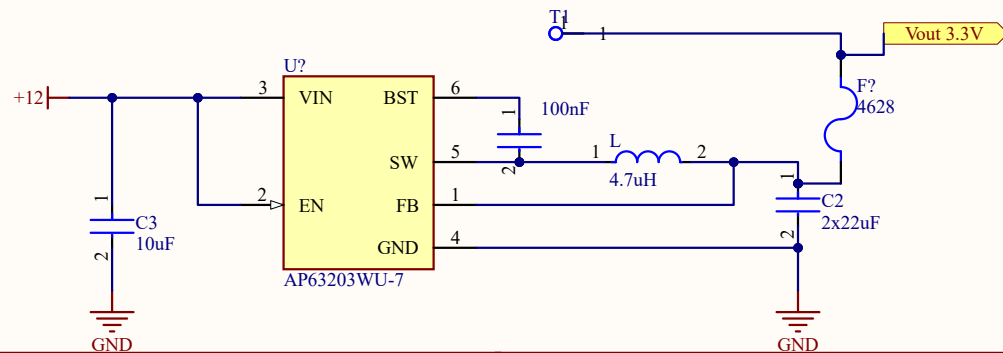 T1
1
1
Vout 3.3V
U?
F?
4628
+12
3
VIN
BST
6
1
100nF
SW
5
2
1
L
2
4.7uH
2
EN
FB
1
1
C2
2x22uF
1
C3
10uF
2
GND
4
2
AP63203WU-7
GND
GND